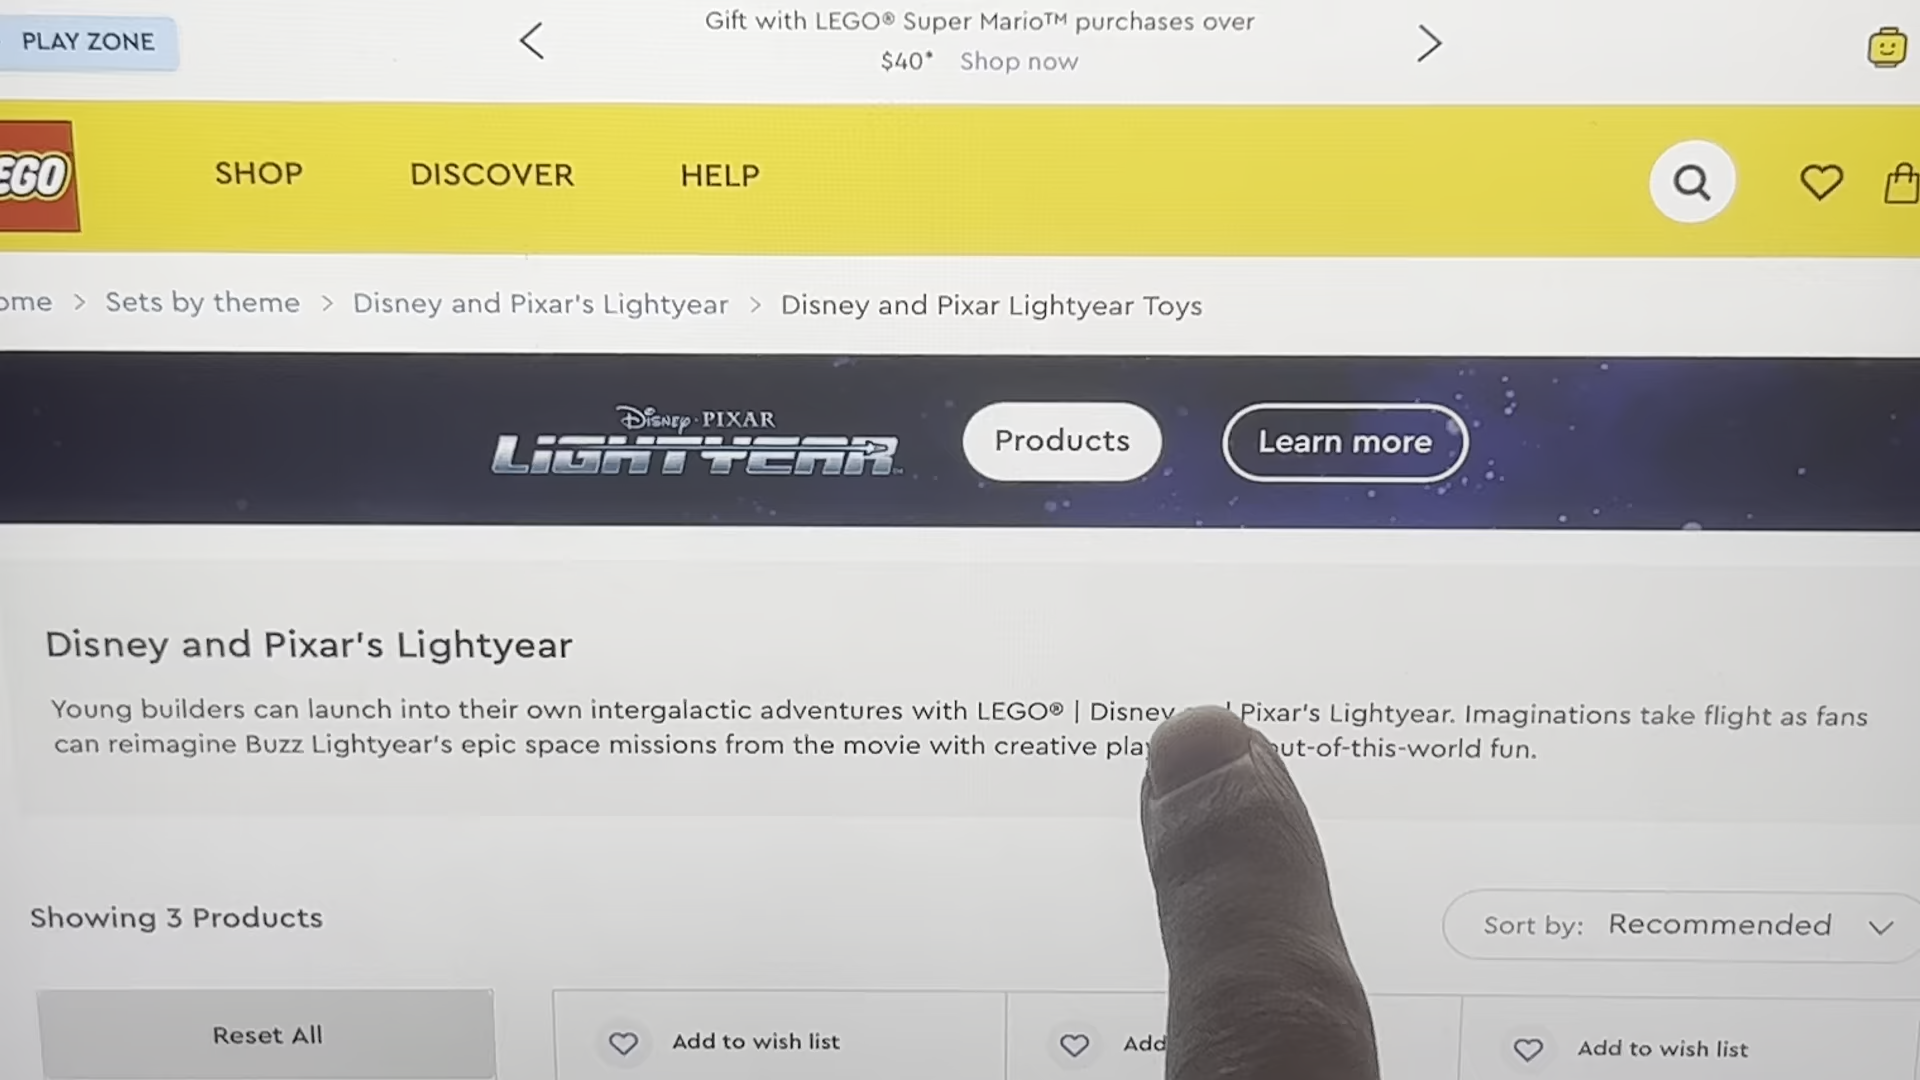 PLAY ZONE
Gift with LEGO® Super Mario™ purchases over
$40* Shop now
SHOP DISCOVER HELP
Sets by theme > Disney and Pixar's Lightyear > Disney and Pixar Lightyear Toys
Disney · PIXAR
LIGHTYEAR
Products
Learn more
Disney and Pixar's Lightyear
Young builders can launch into their own intergalactic adventures with LEGO® | Disney Pixar's Lightyear. Imaginations take flight as fans
can reimagine Buzz Lightyear's epic space missions from the movie with creative out-of-this-world fun.
Showing 3 Products
Sort by: Recommended
Reset All
Add to wish list
Add
Add to wish list